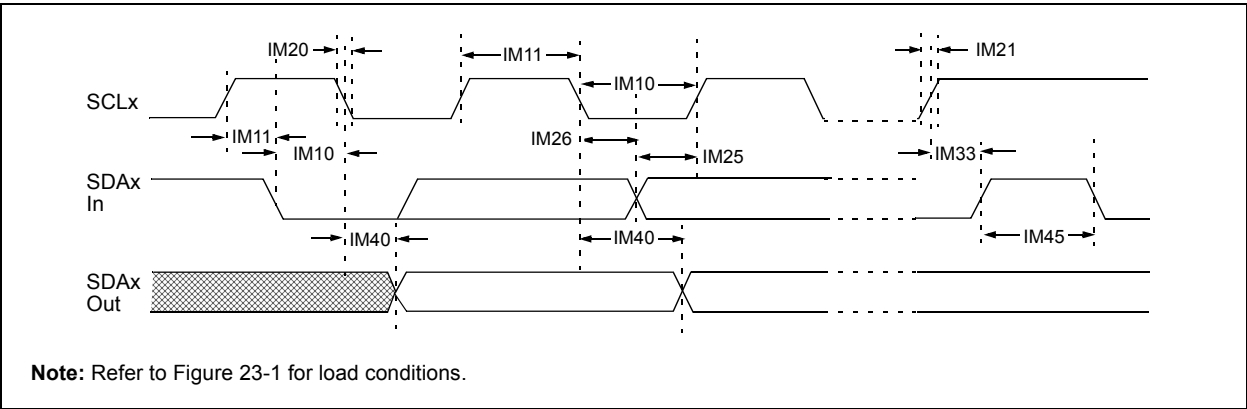 IM20
IM11
IM21
IM10
SCLx
IM11
IM10
IM26
IM25
IM33
SDAx
In
IM40
IM40
IM45
SDAx
Out
Note: Refer to Figure 23-1 for load conditions.